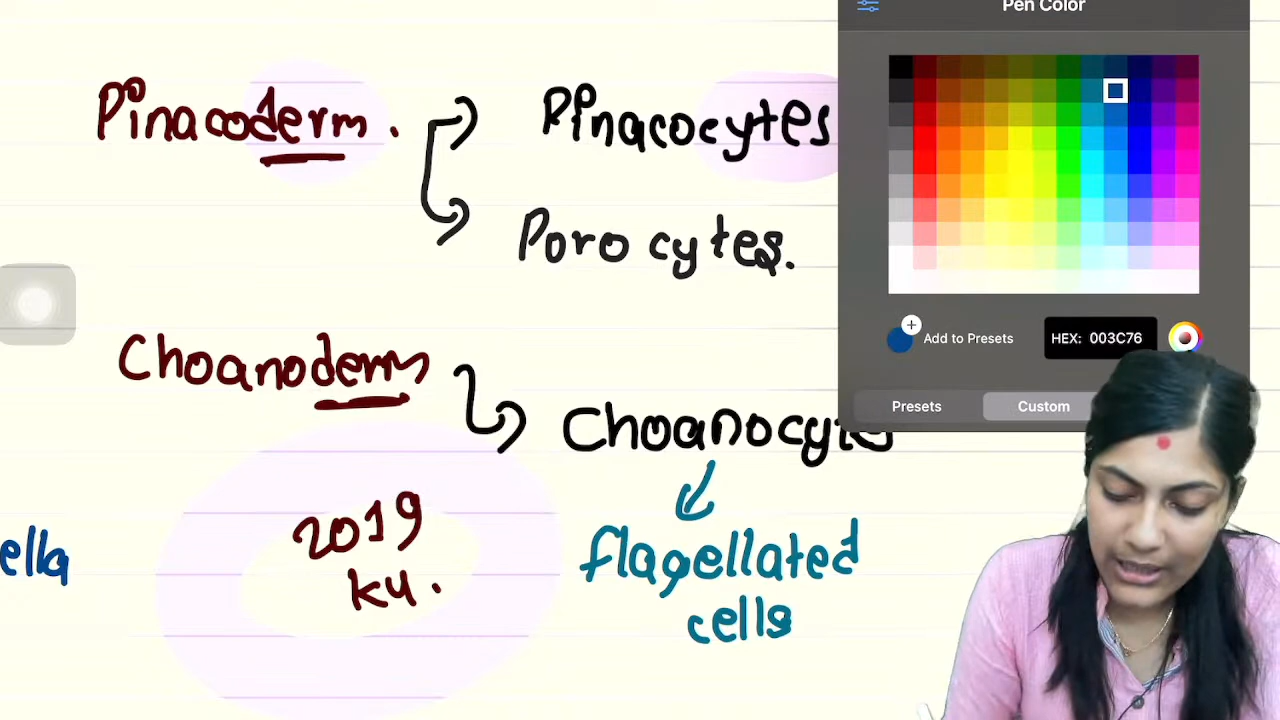 Pen Color
Pinacoderm.
Pinacocytes
Porocytes.
HEX: 003C76
Add to Presets
Choanoderm
Presets
Custom
Choanocyte
2019
KU.
ella
flagellated
cells